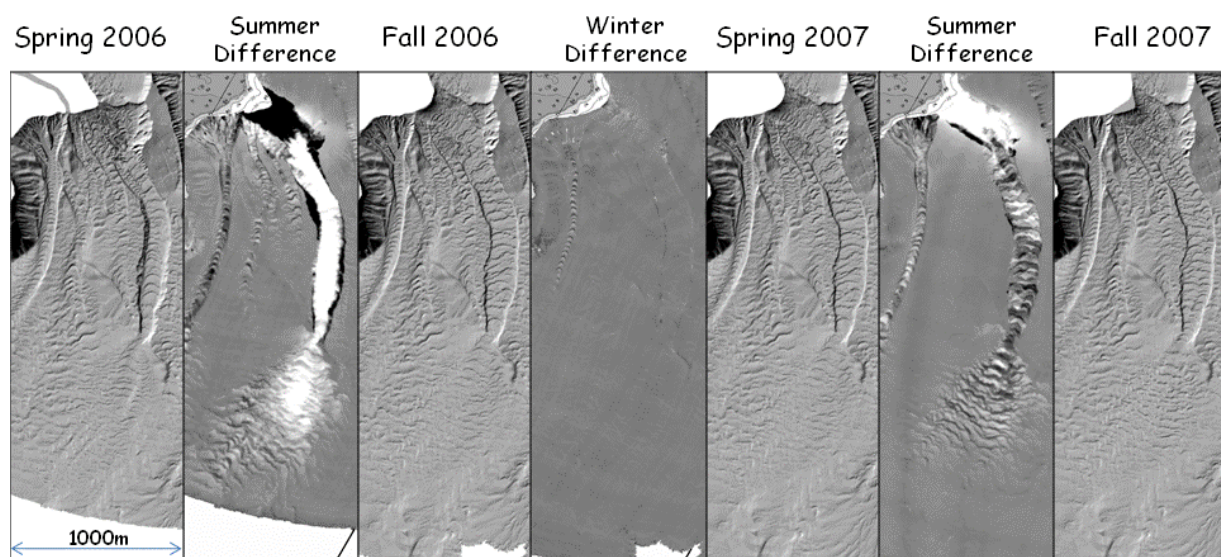 Spring 2006
Summer
Difference
Fall 2006
Winter
Difference
Spring 2007
Summer
Difference
Fall 2007
1000m